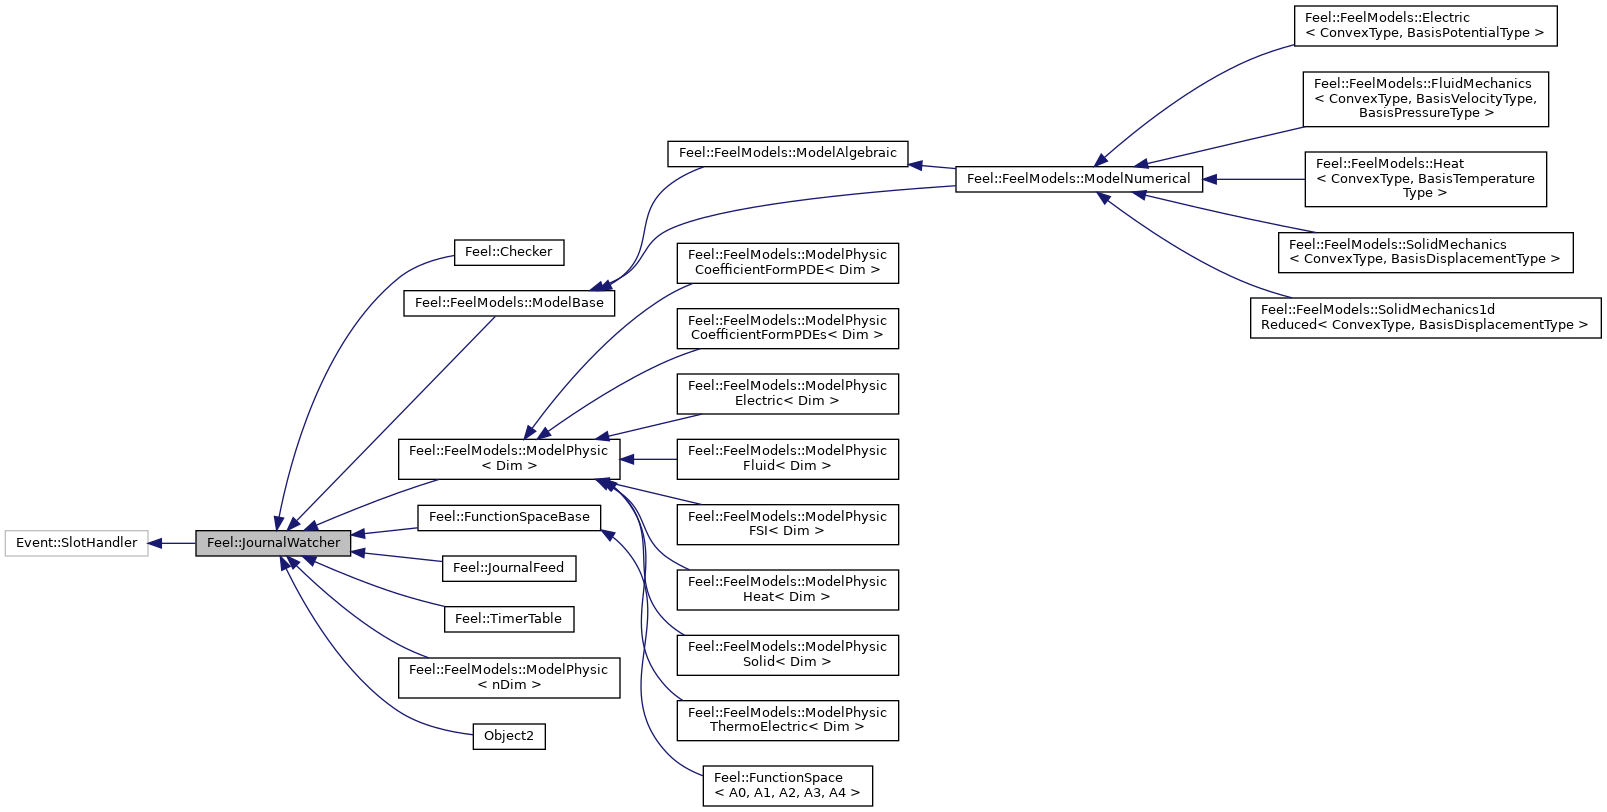 Event::SlotHandler
Feel::JournalWatcher
Feel::Checker
Feel::FeelModels::ModelBase
Feel::FeelModels::ModelPhysic
< Dim >
Feel::FunctionSpaceBase
Feel::JournalFeed
Feel::TimerTable
Feel::FeelModels::ModelPhysic
< nDim >
Object2
Feel::FeelModels::ModelAlgebraic
Feel::FeelModels::ModelPhysic
CoefficientFormPDE< Dim >
Feel::FeelModels::ModelPhysic
CoefficientFormPDEs< Dim >
Feel::FeelModels::ModelPhysic
Electric< Dim >
Feel::FeelModels::ModelPhysic
Fluid< Dim >
Feel::FeelModels::ModelPhysic
FSI< Dim >
Feel::FeelModels::ModelPhysic
Heat< Dim >
Feel::FeelModels::ModelPhysic
Solid< Dim >
Feel::FeelModels::ModelPhysic
ThermoElectric< Dim >
Feel::FunctionSpace
< A0, A1, A2, A3, A4 >
Feel::FeelModels::ModelNumerical
Feel::FeelModels::Electric
< ConvexType, BasisPotentialType >
Feel::FeelModels::FluidMechanics
< ConvexType, BasisVelocityType,
BasisPressureType >
Feel::FeelModels::Heat
< ConvexType, BasisTemperature
Type >
Feel::FeelModels::SolidMechanics
< ConvexType, BasisDisplacementType >
Feel::FeelModels::SolidMechanics1d
Reduced< ConvexType, BasisDisplacementType >